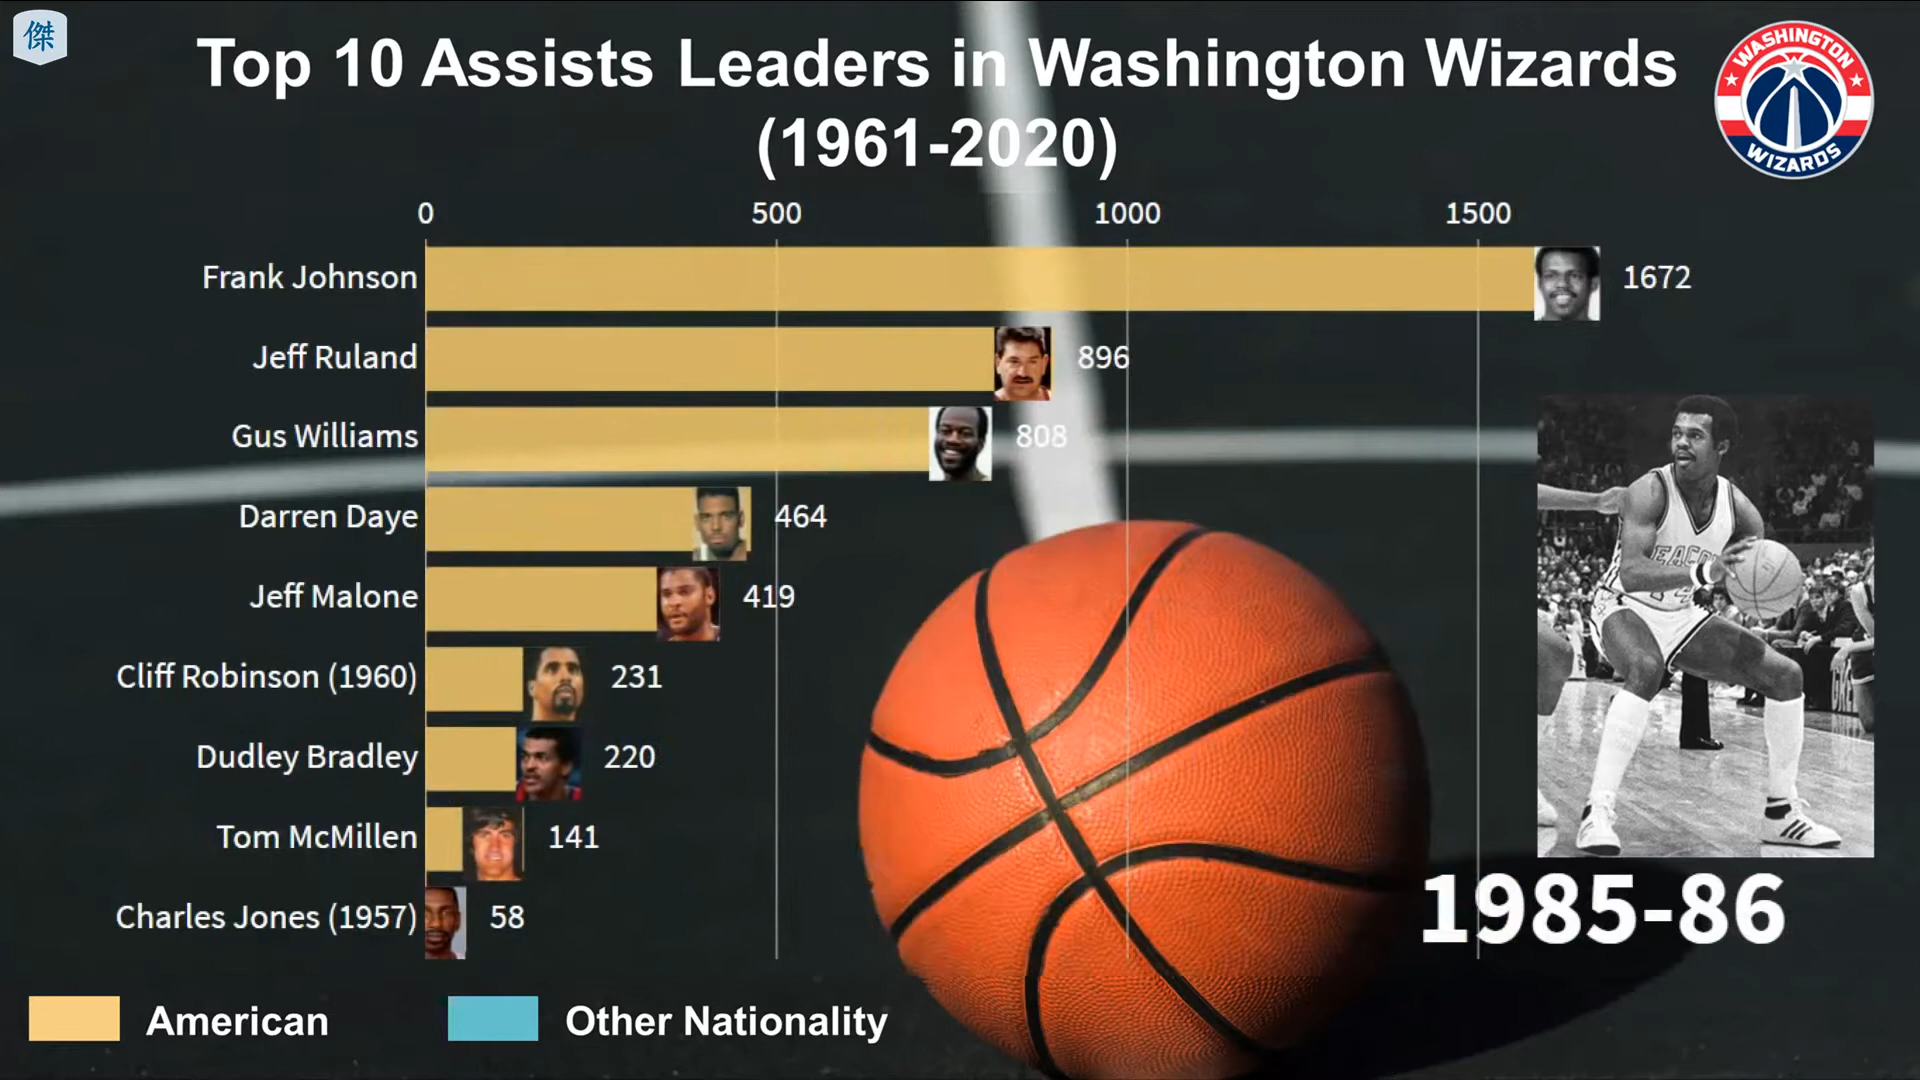 傑
Top 10 Assists Leaders in Washington Wizards
(1961-2020)
WASHINGTON
WIZARDS
0 500 1000 1500
Frank Johnson 1672
Jeff Ruland 896
Gus Williams 808
Darren Daye 464
Jeff Malone 419
Cliff Robinson (1960) 231
Dudley Bradley 220
Tom McMillen 141
Charles Jones (1957) 58
1985-86
American Other Nationality